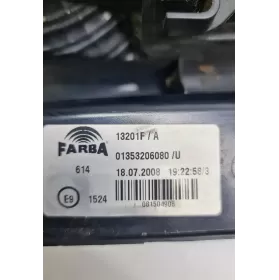 13201F / A
FARBA
01353206080 /U
614
18.07.2008 19:22:58/3
E9 1524